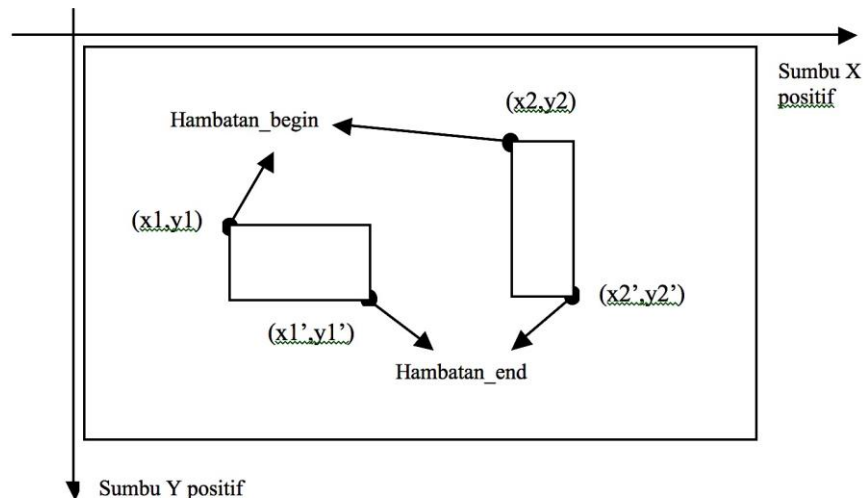 Sumbu X
positif
(x2,y2)
Hambatan_begin
(x1,y1)
(x2’,y2’)
(x1’,y1’)
Hambatan_end
Sumbu Y positif